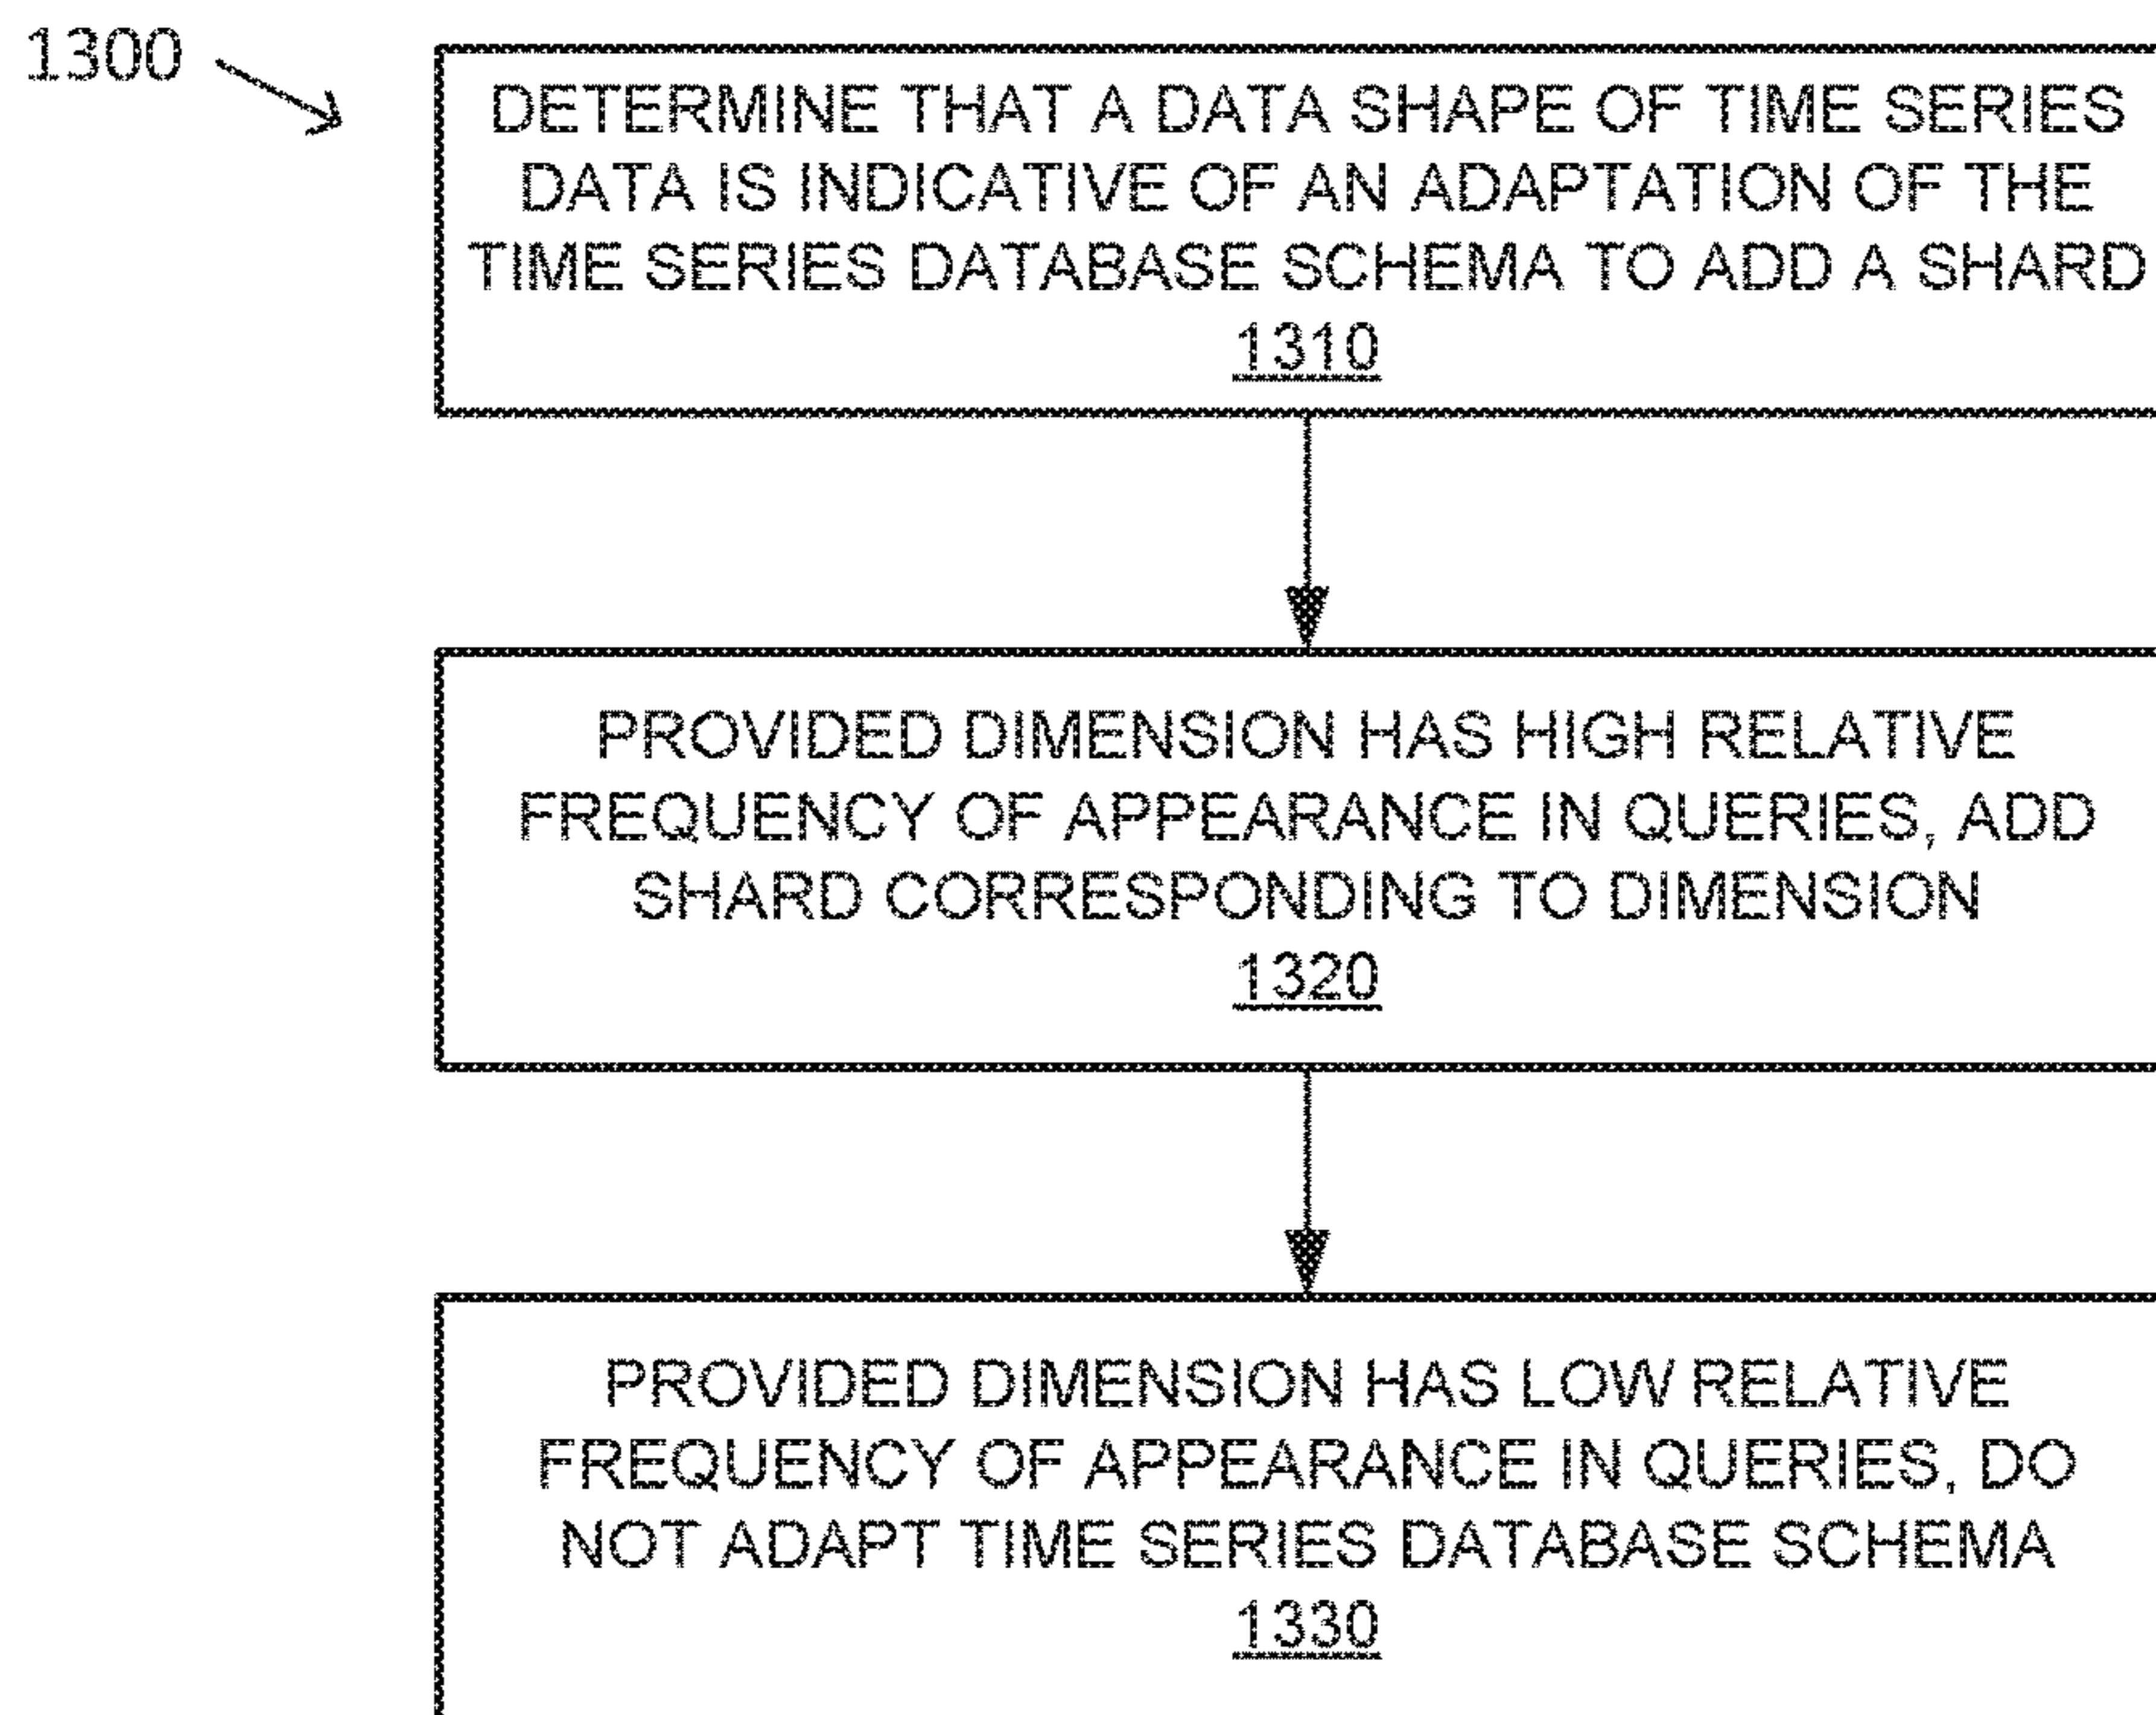 1300
DETERMINE THAT A DATA SHAPE OF TIME SERIES
DATA IS INDICATIVE OF AN ADAPTATION OF THE
TIME SERIES DATABASE SCHEMA TO ADD A SHARD
1310
PROVIDED DIMENSION HAS HIGH RELATIVE
FREQUENCY OF APPEARANCE IN QUERIES, ADD
SHARD CORRESPONDING TO DIMENSION
1320
PROVIDED DIMENSION HAS LOW RELATIVE
FREQUENCY OF APPEARANCE IN QUERIES, DO
NOT ADAPT TIME SERIES DATABASE SCHEMA
1330